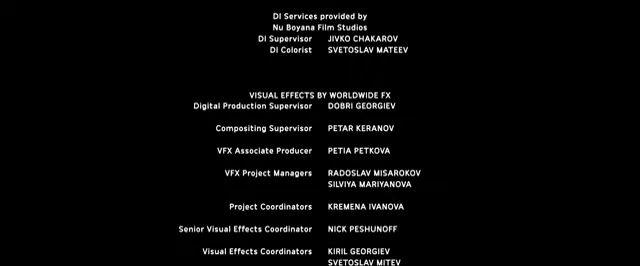 DI Services provided by
Nu Boyana Film Studios
DI Supervisor JIVKO CHAKAROV
DI Colorist SVETOSLAV MATEEV
VISUAL EFFECTS BY WORLDWIDE FX
Digital Production Supervisor DOBRI GEORGIEV
Compositing Supervisor PETAR KERANOV
VFX Associate Producer PETIA PETKOVA
VFX Project Managers RADOSLAV MISAROKOV
SILVIYA MARIYANOVA
Project Coordinators KREMENA IVANOVA
Senior Visual Effects Coordinator NICK PESHUNOFF
Visual Effects Coordinators KIRIL GEORGIEV
SVETOSLAV MITEV